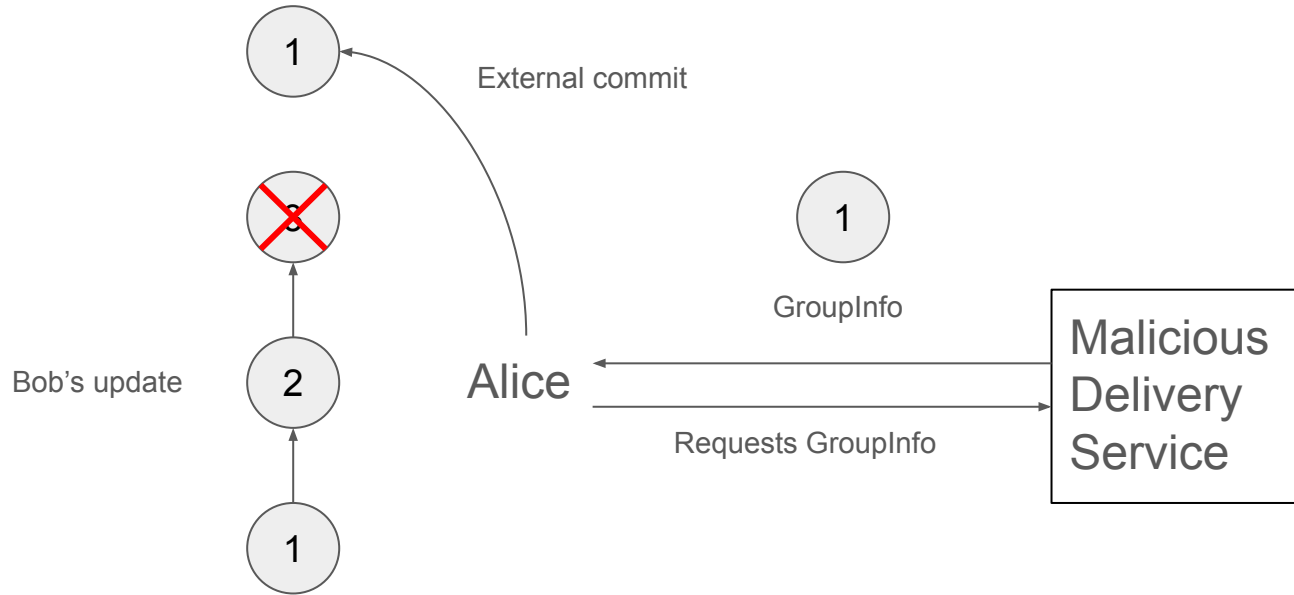 1
External commit
1
GroupInfo
Malicious
Delivery
Service
Bob’s update
2
Alice
Requests GroupInfo
1